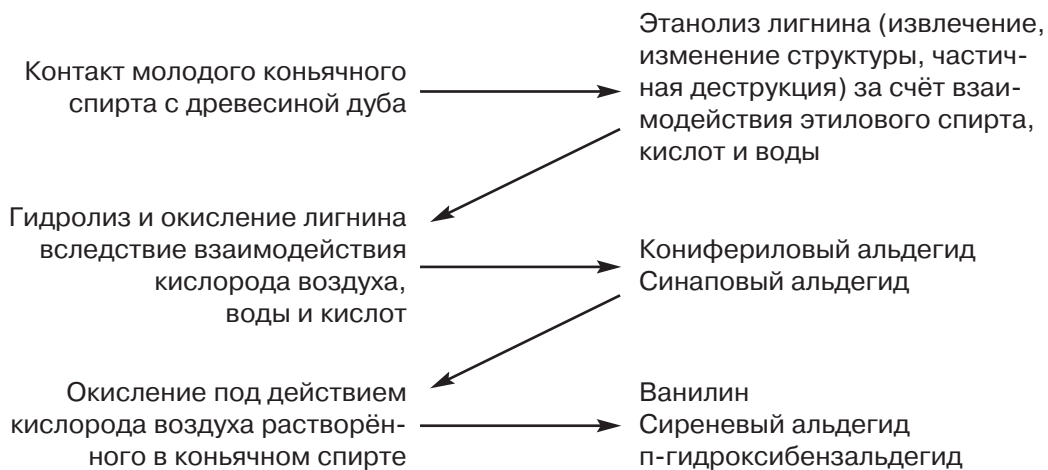 Контакт молодого коньячного
спирта с древесиной дуба
Этанолиз лигнина (извлечение,
изменение структуры, частич-
ная деструкция) за счёт взаи-
модействия этилового спирта,
кислот и воды
Гидролиз и окисление лигнина
вследствие взаимодействия
кислорода воздуха,
воды и кислот
Конифериловый альдегид
Синаповый альдегид
Окисление под действием
кислорода воздуха растворён-
ного в коньячном спирте
Ванилин
Сиреневый альдегид
п-гидроксибензальдегид